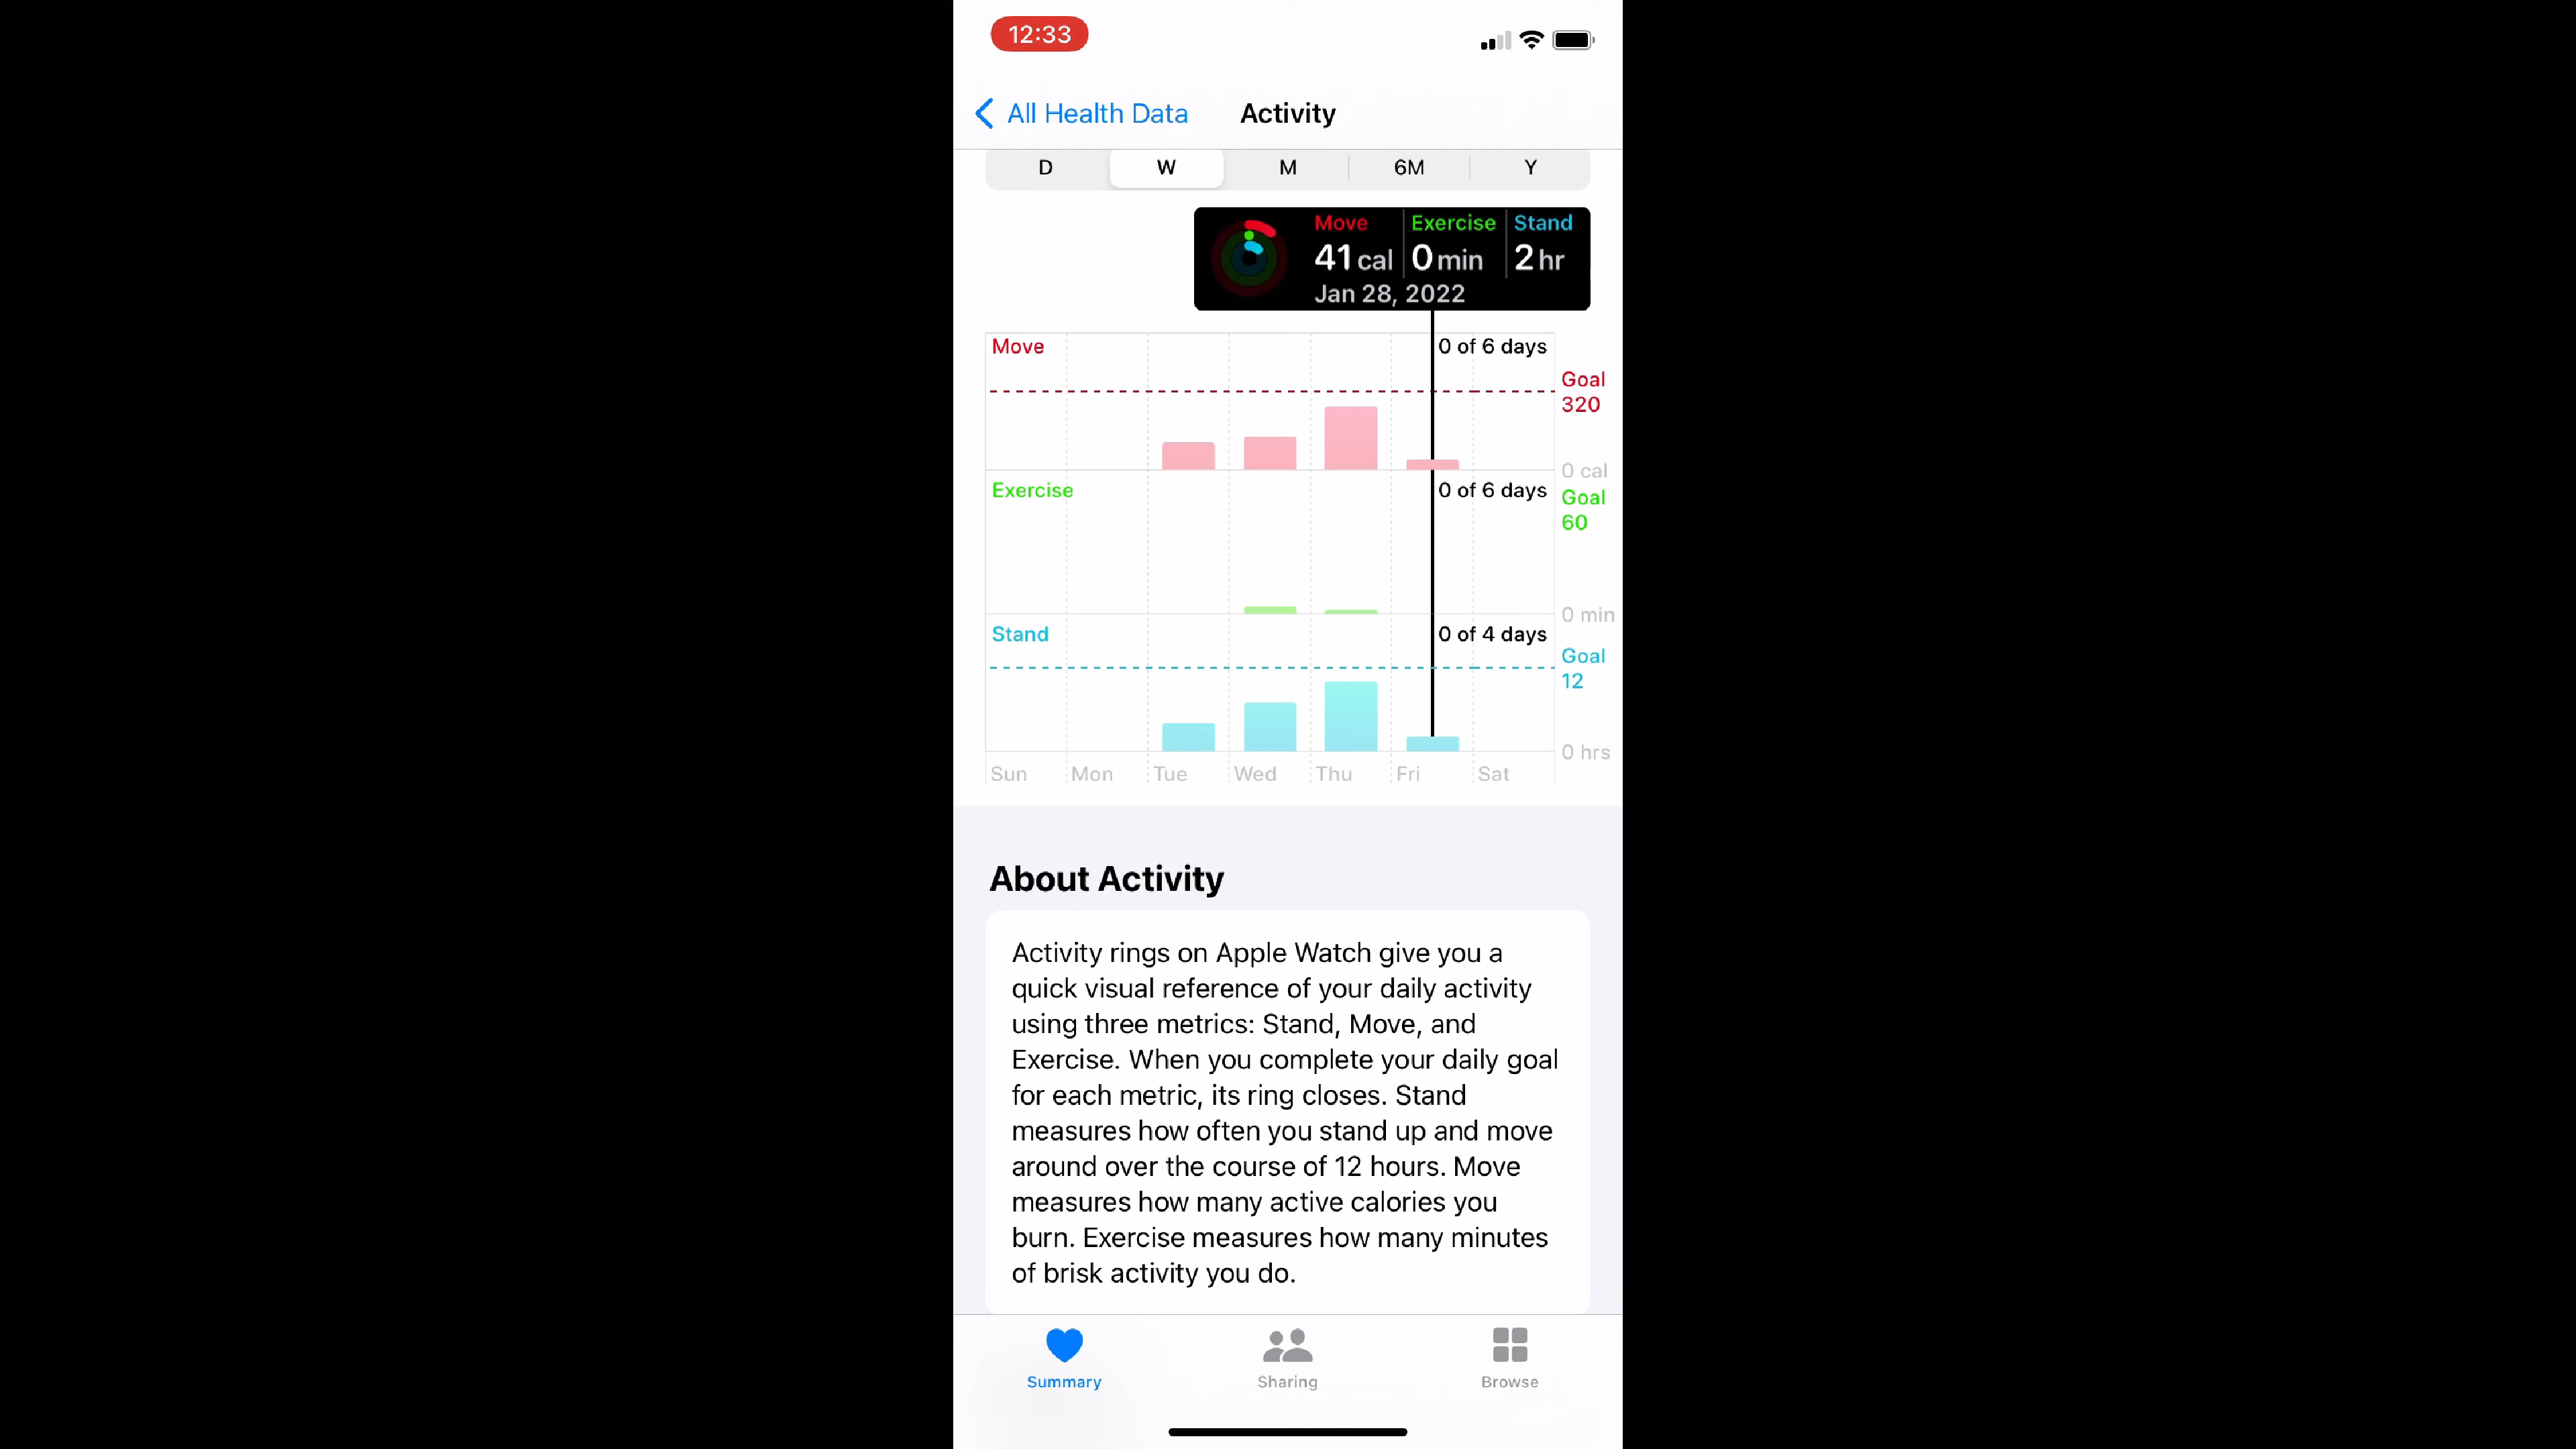 12:33
All Health Data
Activity
D W M 6M Y
Move Exercise Stand
41 cal 0 min 2 hr
Jan 28, 2022
Move 0 of 6 days
Goal
320
0 cal
Exercise 0 of 6 days
Goal
60
0 min
Stand 0 of 4 days
Goal
12
0 hrs
Sun Mon Tue Wed Thu Fri Sat
About Activity
Activity rings on Apple Watch give you a
quick visual reference of your daily activity
using three metrics: Stand, Move, and
Exercise. When you complete your daily goal
for each metric, its ring closes. Stand
measures how often you stand up and move
around over the course of 12 hours. Move
measures how many active calories you
burn. Exercise measures how many minutes
of brisk activity you do.
Summary Sharing Browse